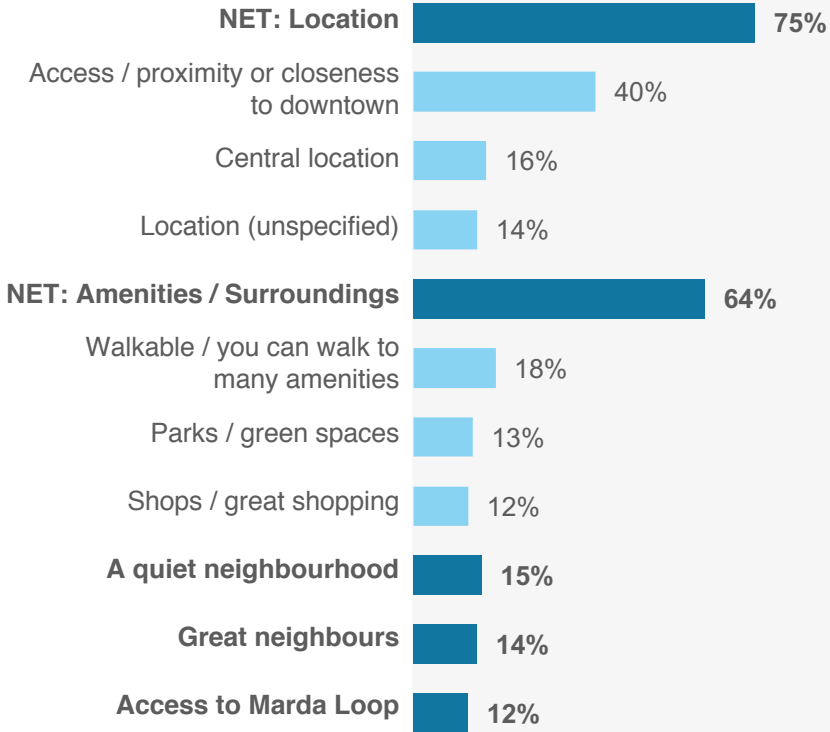 NET: Location 75%
Access / proximity or closeness
to downtown 40%
Central location 16%
Location (unspecified) 14%
NET: Amenities / Surroundings 64%
Walkable / you can walk to
many amenities 18%
Parks / green spaces 13%
Shops / great shopping 12%
A quiet neighbourhood 15%
Great neighbours 14%
Access to Marda Loop 12%